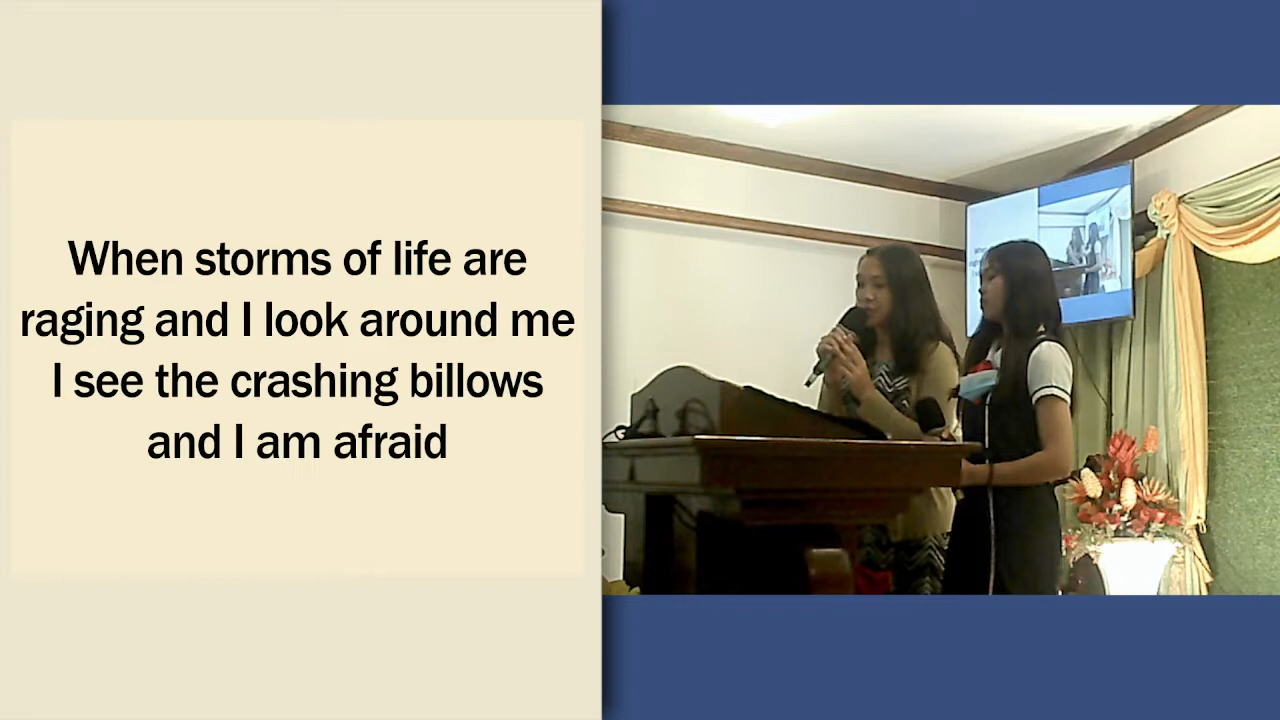 When storms of life are
raging and I look around me
I see the crashing billows
and I am afraid